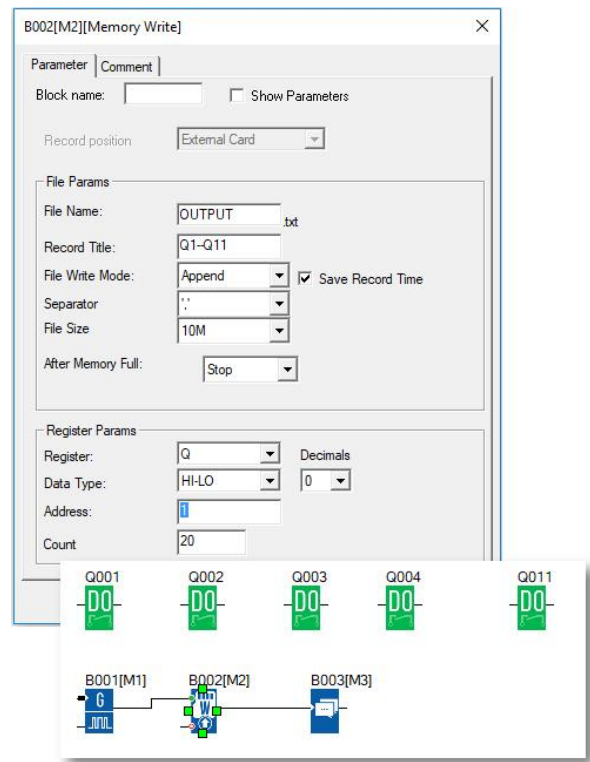 B002[M2][Memory Write]
Parameter Comment
Block name: Show Parameters
Record position External Card
File Params
File Name: OUTPUT .txt
Record Title: Q1--Q11
File Write Mode: Append Save Record Time
Separator ','
File Size 10M
After Memory Full: Stop
Register Params
Register: Q Decimals
Data Type: HI-LO 0
Address: 1
Count 20
Q001 Q002 Q003 Q004 Q011
DO DO DO DO DO
B001[M1] B002[M2] B003[M3]
G W